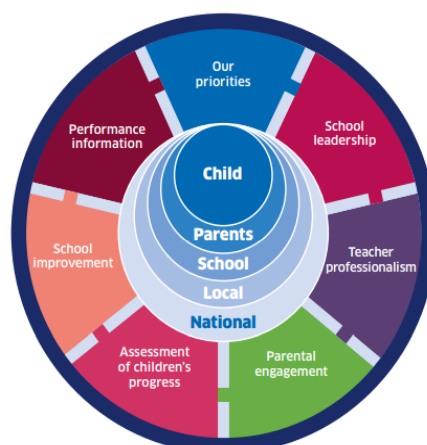 Our
priorities
School
leadership
Teacher
professionalism
Parental
engagement
Assessment
of children's
progress
School
improvement
Performance
information
Child
Parents
School
Local
National